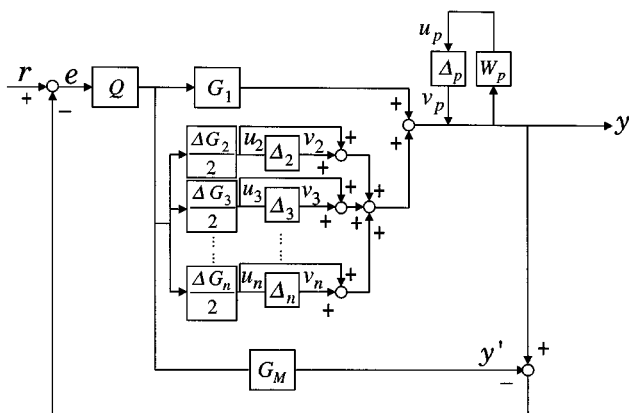 u_p
r e Q G_1 Δ_p W_p
+ − + v_p
+ y
ΔG_2 / 2 u_2 Δ_2 v_2 +
+ +
ΔG_3 / 2 u_3 Δ_3 v_3 +
+ + +
ΔG_n / 2 u_n Δ_n v_n +
+
G_M y' +
−